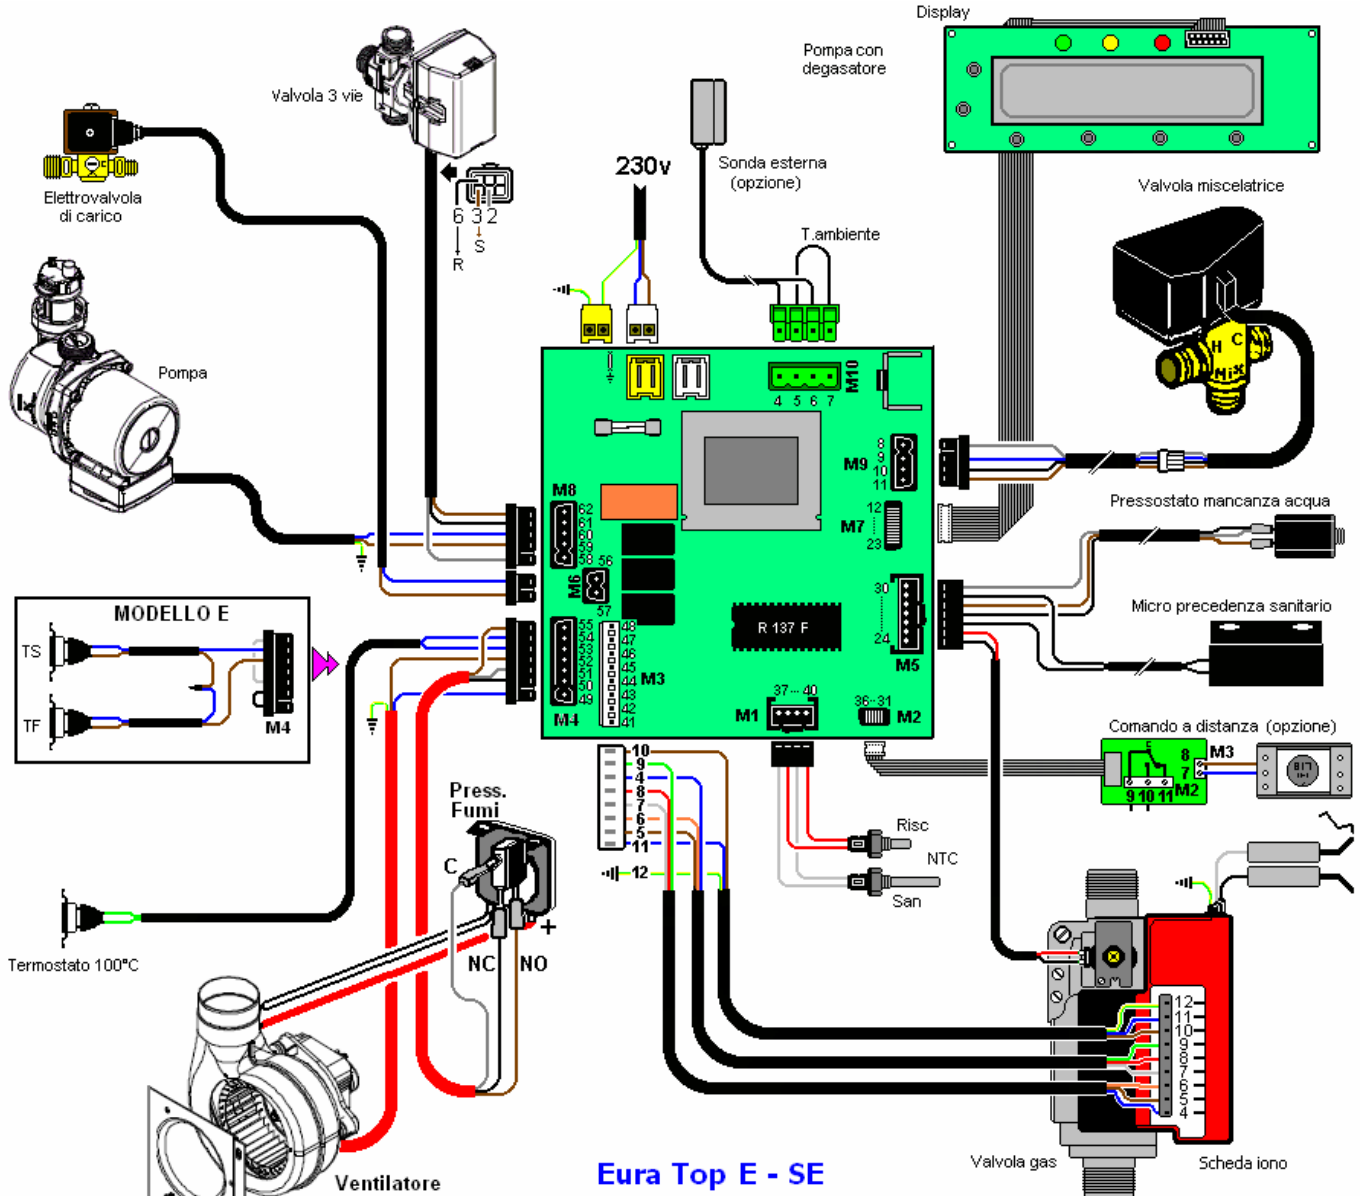 Display
Pompa con
degasatore
Valvola 3 vie
Elettrovalvola
di carico
230v
Sonda esterna
(opzione)
6 3 2
S
R
T.ambiente
Valvola miscelatrice
H C
MiX
Pompa
M10
4 5 6 7
M9
8
9
10
11
M8
62
61
60
59
58
M7
12
23
Pressostato mancanza acqua
M6
56
57
30
24
M5
Micro precedenza sanitario
MODELLO E
TS
TF
M4
55
54
53
52
51
50
49
M4
48
47
46
45
44
43
42
41
M3
R 137 F
37 40
M1
36 31
M2
Comando a distanza (opzione)
8 M3
7
M2
9 10 11
10
9
4
8
7
6
5
11
12
Press.
Fumi
C
NC
NO
+
Risc
NTC
San
Termostato 100°C
12
11
10
9
8
7
6
5
4
Valvola gas
Scheda iono
Ventilatore
Eura Top E - SE